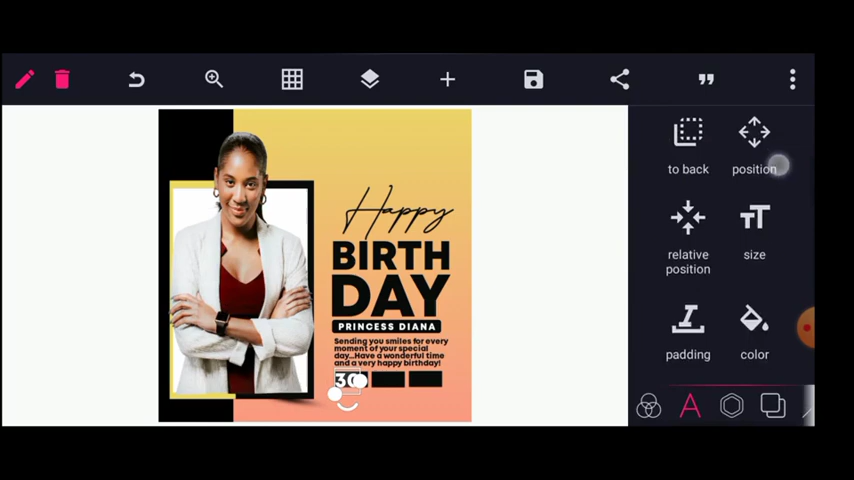 to back
position
relative
position
size
padding
color
Happy
BIRTH
DAY
PRINCESS DIANA
Sending you smiles for every
moment of your special
day...Have a wonderful time
and a very happy birthday!
30